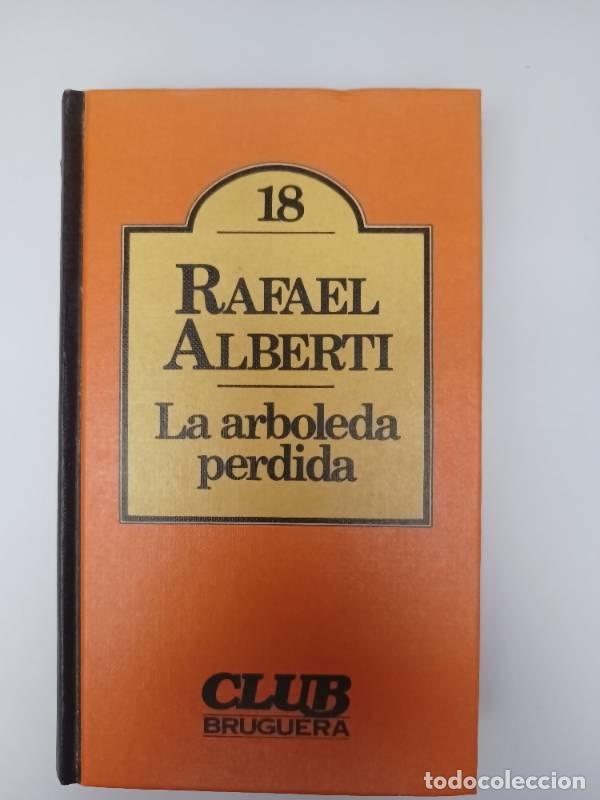 18
RAFAEL
ALBERTI
La arboleda
perdida
CLUB
BRUGUERA
todocoleccion